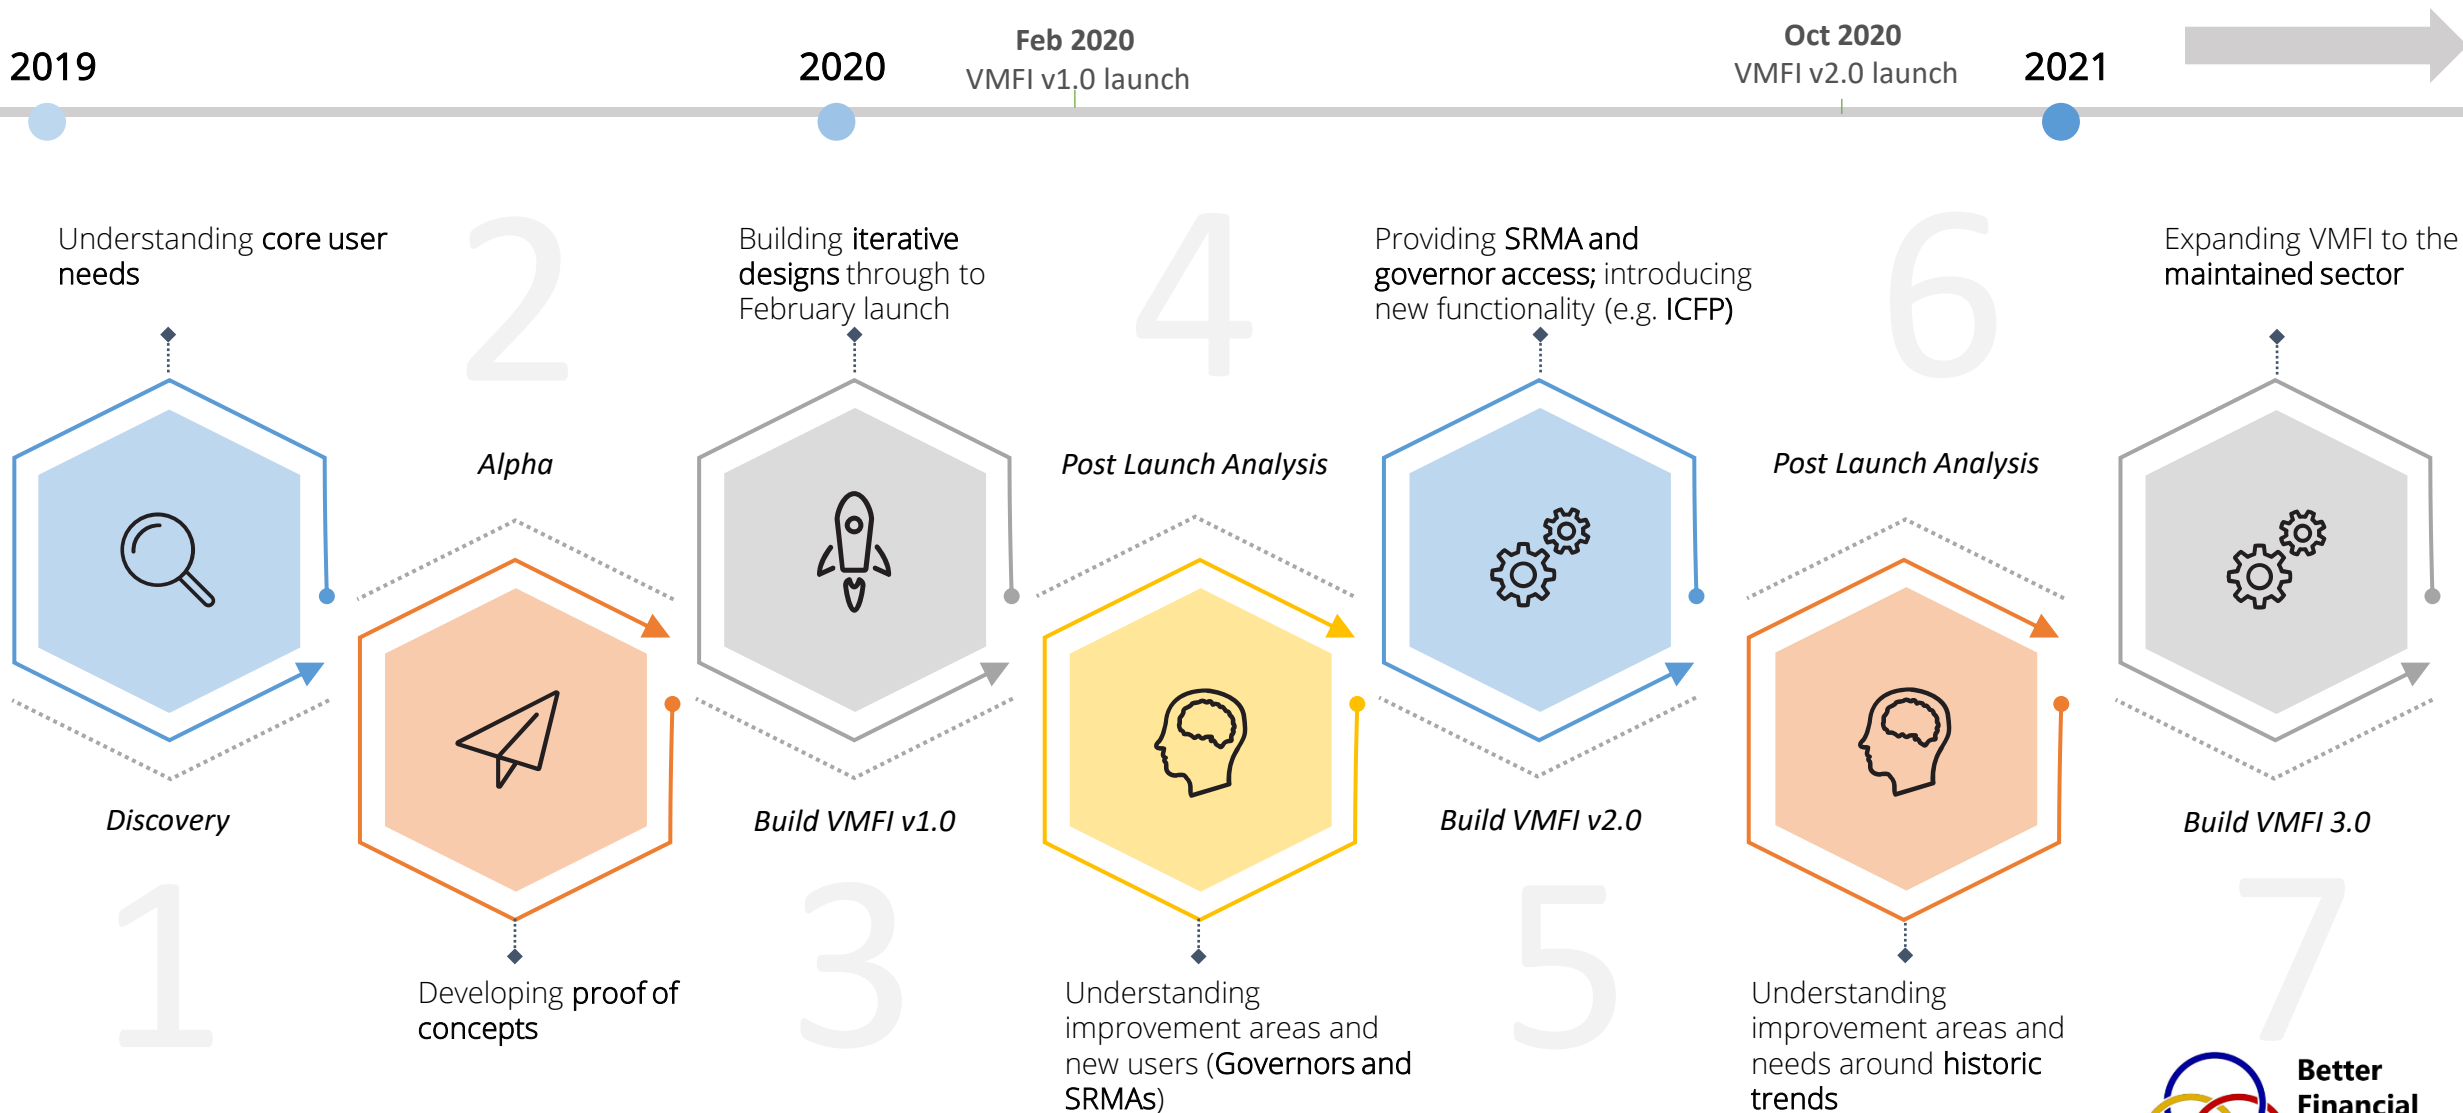 2019
2020
Feb 2020
VMFI v1.0 launch
Oct 2020
VMFI v2.0 launch
2021
1
Understanding core user
needs
Discovery
2
Alpha
Developing proof of
concepts
3
Building iterative
designs through to
February launch
Build VMFI v1.0
4
Post Launch Analysis
Understanding
improvement areas and
new users (Governors and
SRMAs)
5
Providing SRMA and
governor access; introducing
new functionality (e.g. ICFP)
Build VMFI v2.0
6
Post Launch Analysis
Understanding
improvement areas and
needs around historic
trends
7
Expanding VMFI to the
maintained sector
Build VMFI 3.0
Better
Financial